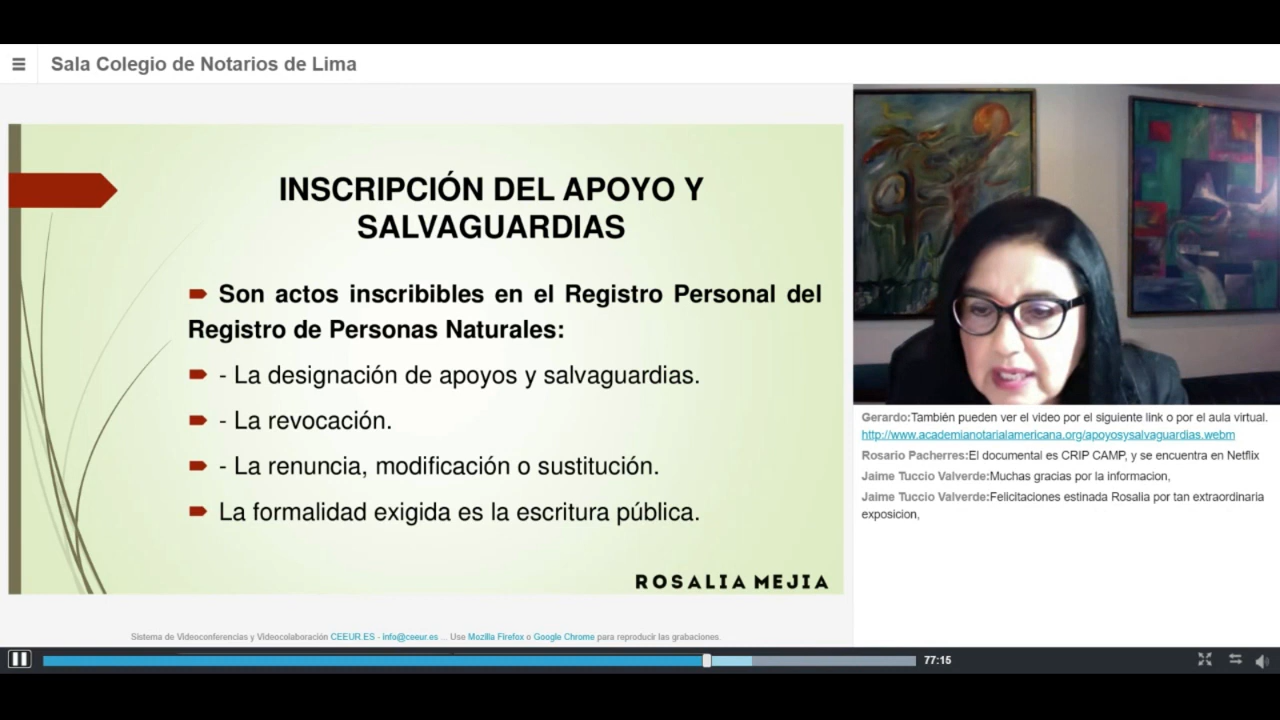 Sala Colegio de Notarios de Lima
INSCRIPCIÓN DEL APOYO Y
SALVAGUARDIAS
Son actos inscribibles en el Registro Personal del
Registro de Personas Naturales:
- La designación de apoyos y salvaguardias.
- La revocación.
- La renuncia, modificación o sustitución.
La formalidad exigida es la escritura pública.
ROSALIA MEJIA
Gerardo:También pueden ver el video por el siguiente link o por el aula virtual.
http://www.academianotarialamericana.org/apoyosysalvaguardias.webm
Rosario Pacherres:El documental es CRIP CAMP, y se encuentra en Netflix
Jaime Tuccio Valverde:Muchas gracias por la informacion,
Jaime Tuccio Valverde:Felicitaciones estinada Rosalia por tan extraordinaria
exposicion,
Sistema de Videoconferencias y Videocolaboración CEEUR.ES - info@ceeur.es ... Use Mozilla Firefox o Google Chrome para reproducir las grabaciones.
77:15